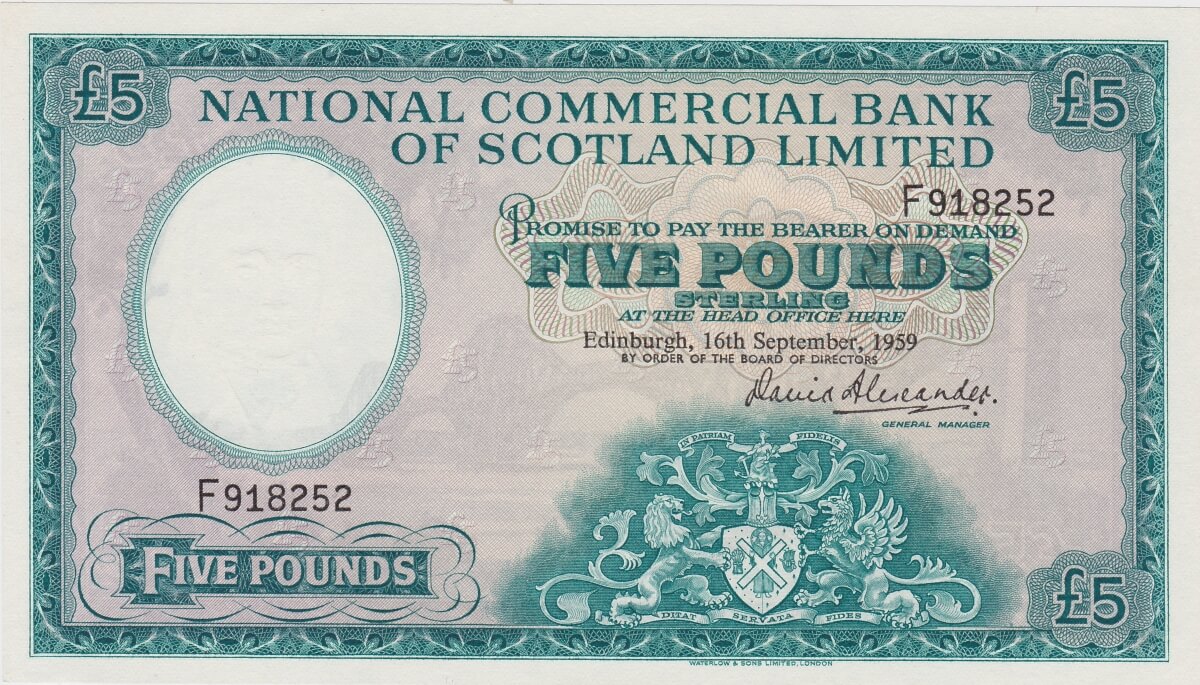 £5
£5
NATIONAL COMMERCIAL BANK
OF SCOTLAND LIMITED
F918252
PROMISE TO PAY THE BEARER ON DEMAND
FIVE POUNDS
STERLING
AT THE HEAD OFFICE HERE
Edinburgh, 16th September, 1959
BY ORDER OF THE BOARD OF DIRECTORS
David Alexander.
GENERAL MANAGER
IN PATRIAM FIDELIS
F918252
FIVE POUNDS
DITAT SERVATA FIDES
£5
WATERLOW & SONS LIMITED, LONDON